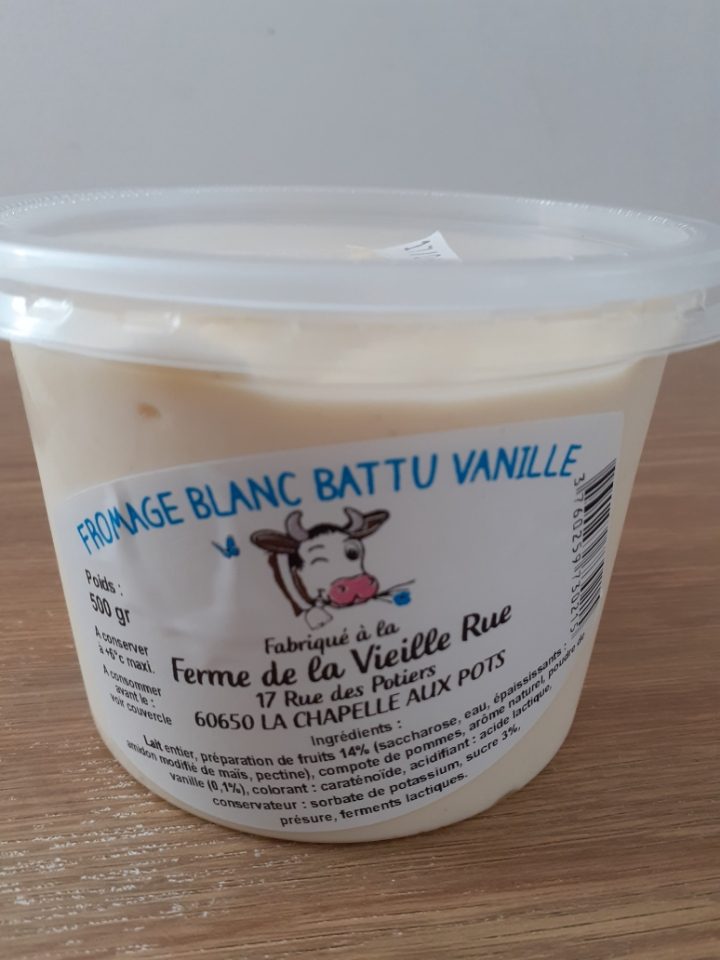 17/
FROMAGE BLANC BATTU VANILLE
Poids :
500 gr
A conserver
à +6°c maxi.
A consommer
avant le :
voir couvercle
Fabriqué à la
Ferme de la Vieille Rue
17 Rue des Potiers
60650 LA CHAPELLE AUX POTS
Ingrédients :
Lait entier, préparation de fruits 14% (saccharose, eau, épaississants :
amidon modifié de maïs, pectine), compote de pommes, arôme naturel, poudre de
vanille (0,1%), colorant : caraténoïde, acidifiant : acide lactique,
conservateur : sorbate de potassium, sucre 3%,
présure, ferments lactiques.